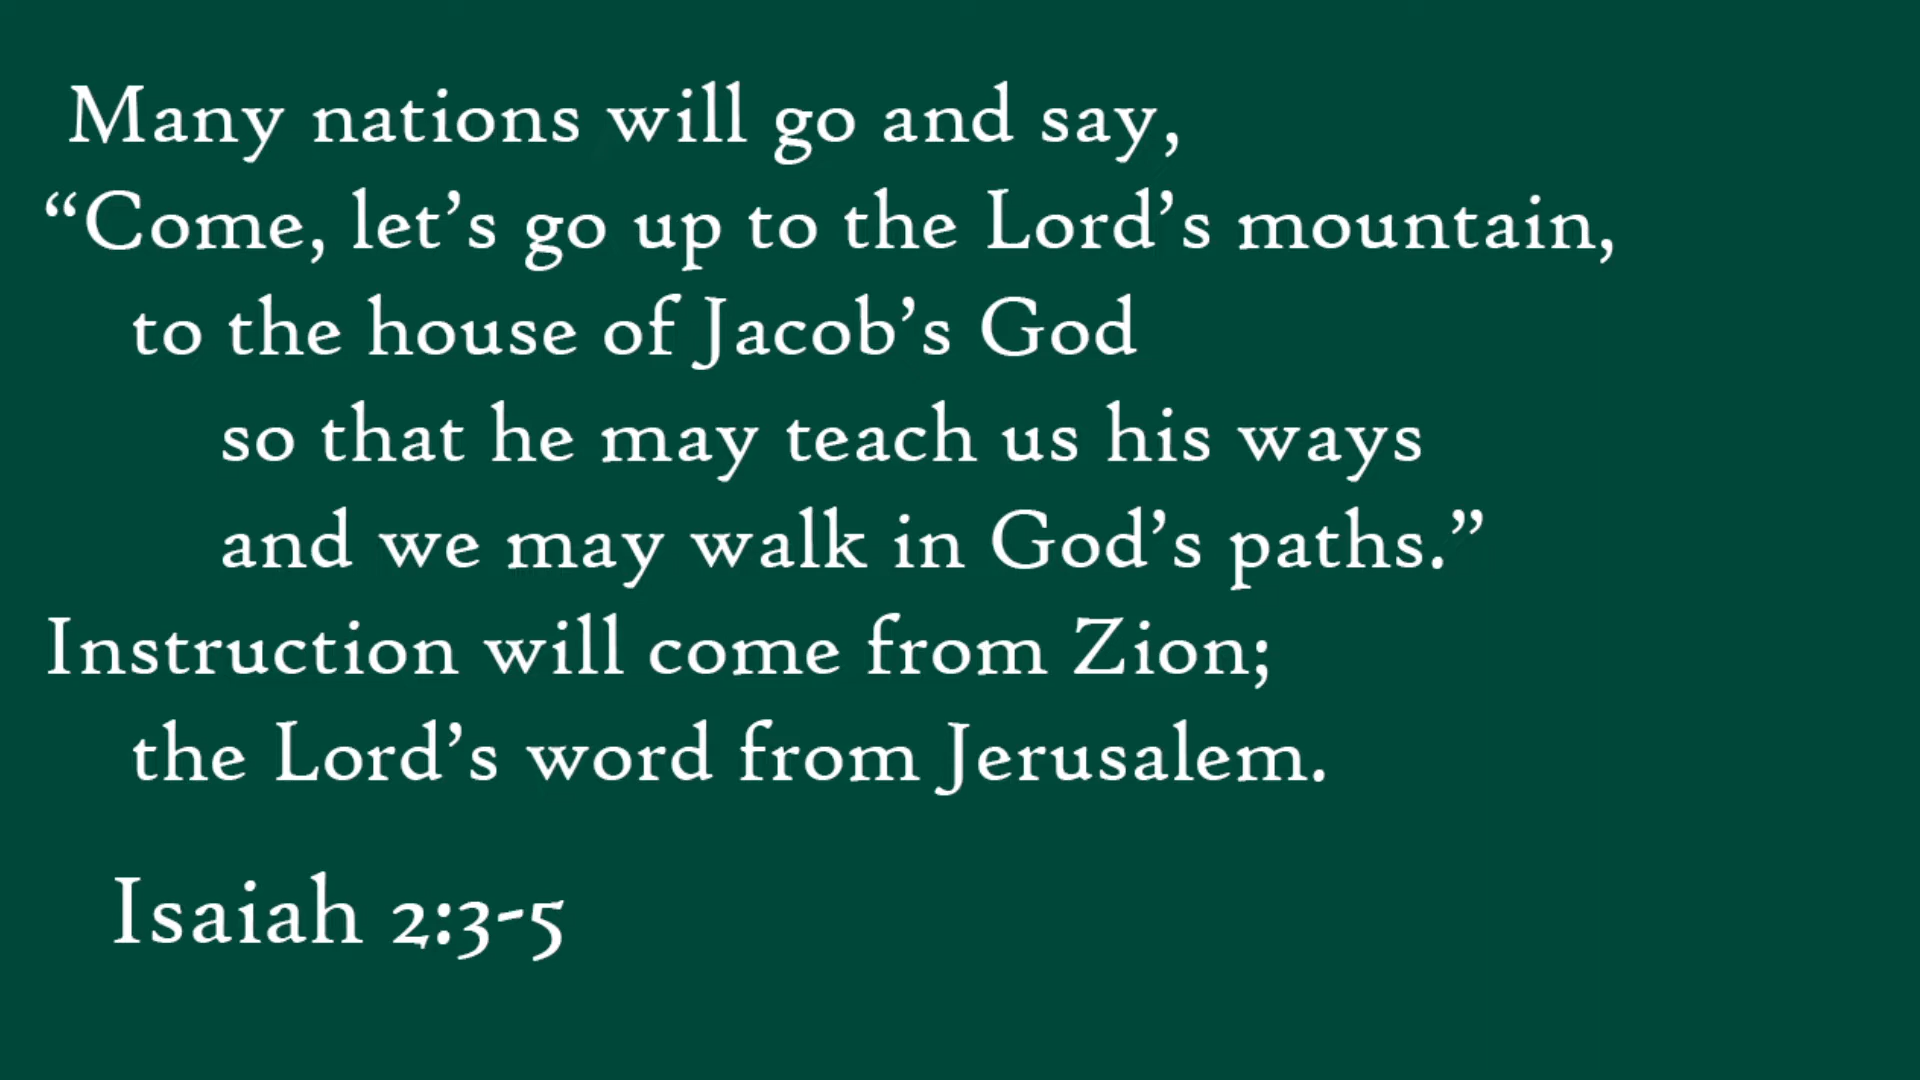 Many nations will go and say,
“Come, let’s go up to the Lord’s mountain,
to the house of Jacob’s God
so that he may teach us his ways
and we may walk in God’s paths.”
Instruction will come from Zion;
the Lord’s word from Jerusalem.
Isaiah 2:3-5